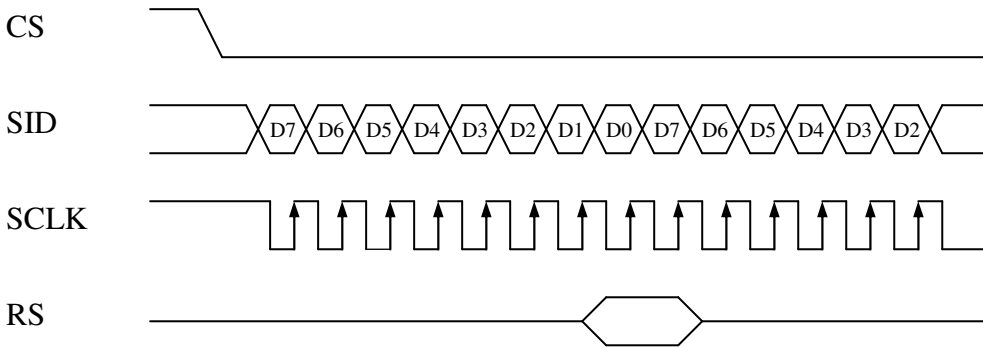 CS
SID D7 D6 D5 D4 D3 D2 D1 D0 D7 D6 D5 D4 D3 D2
SCLK
RS